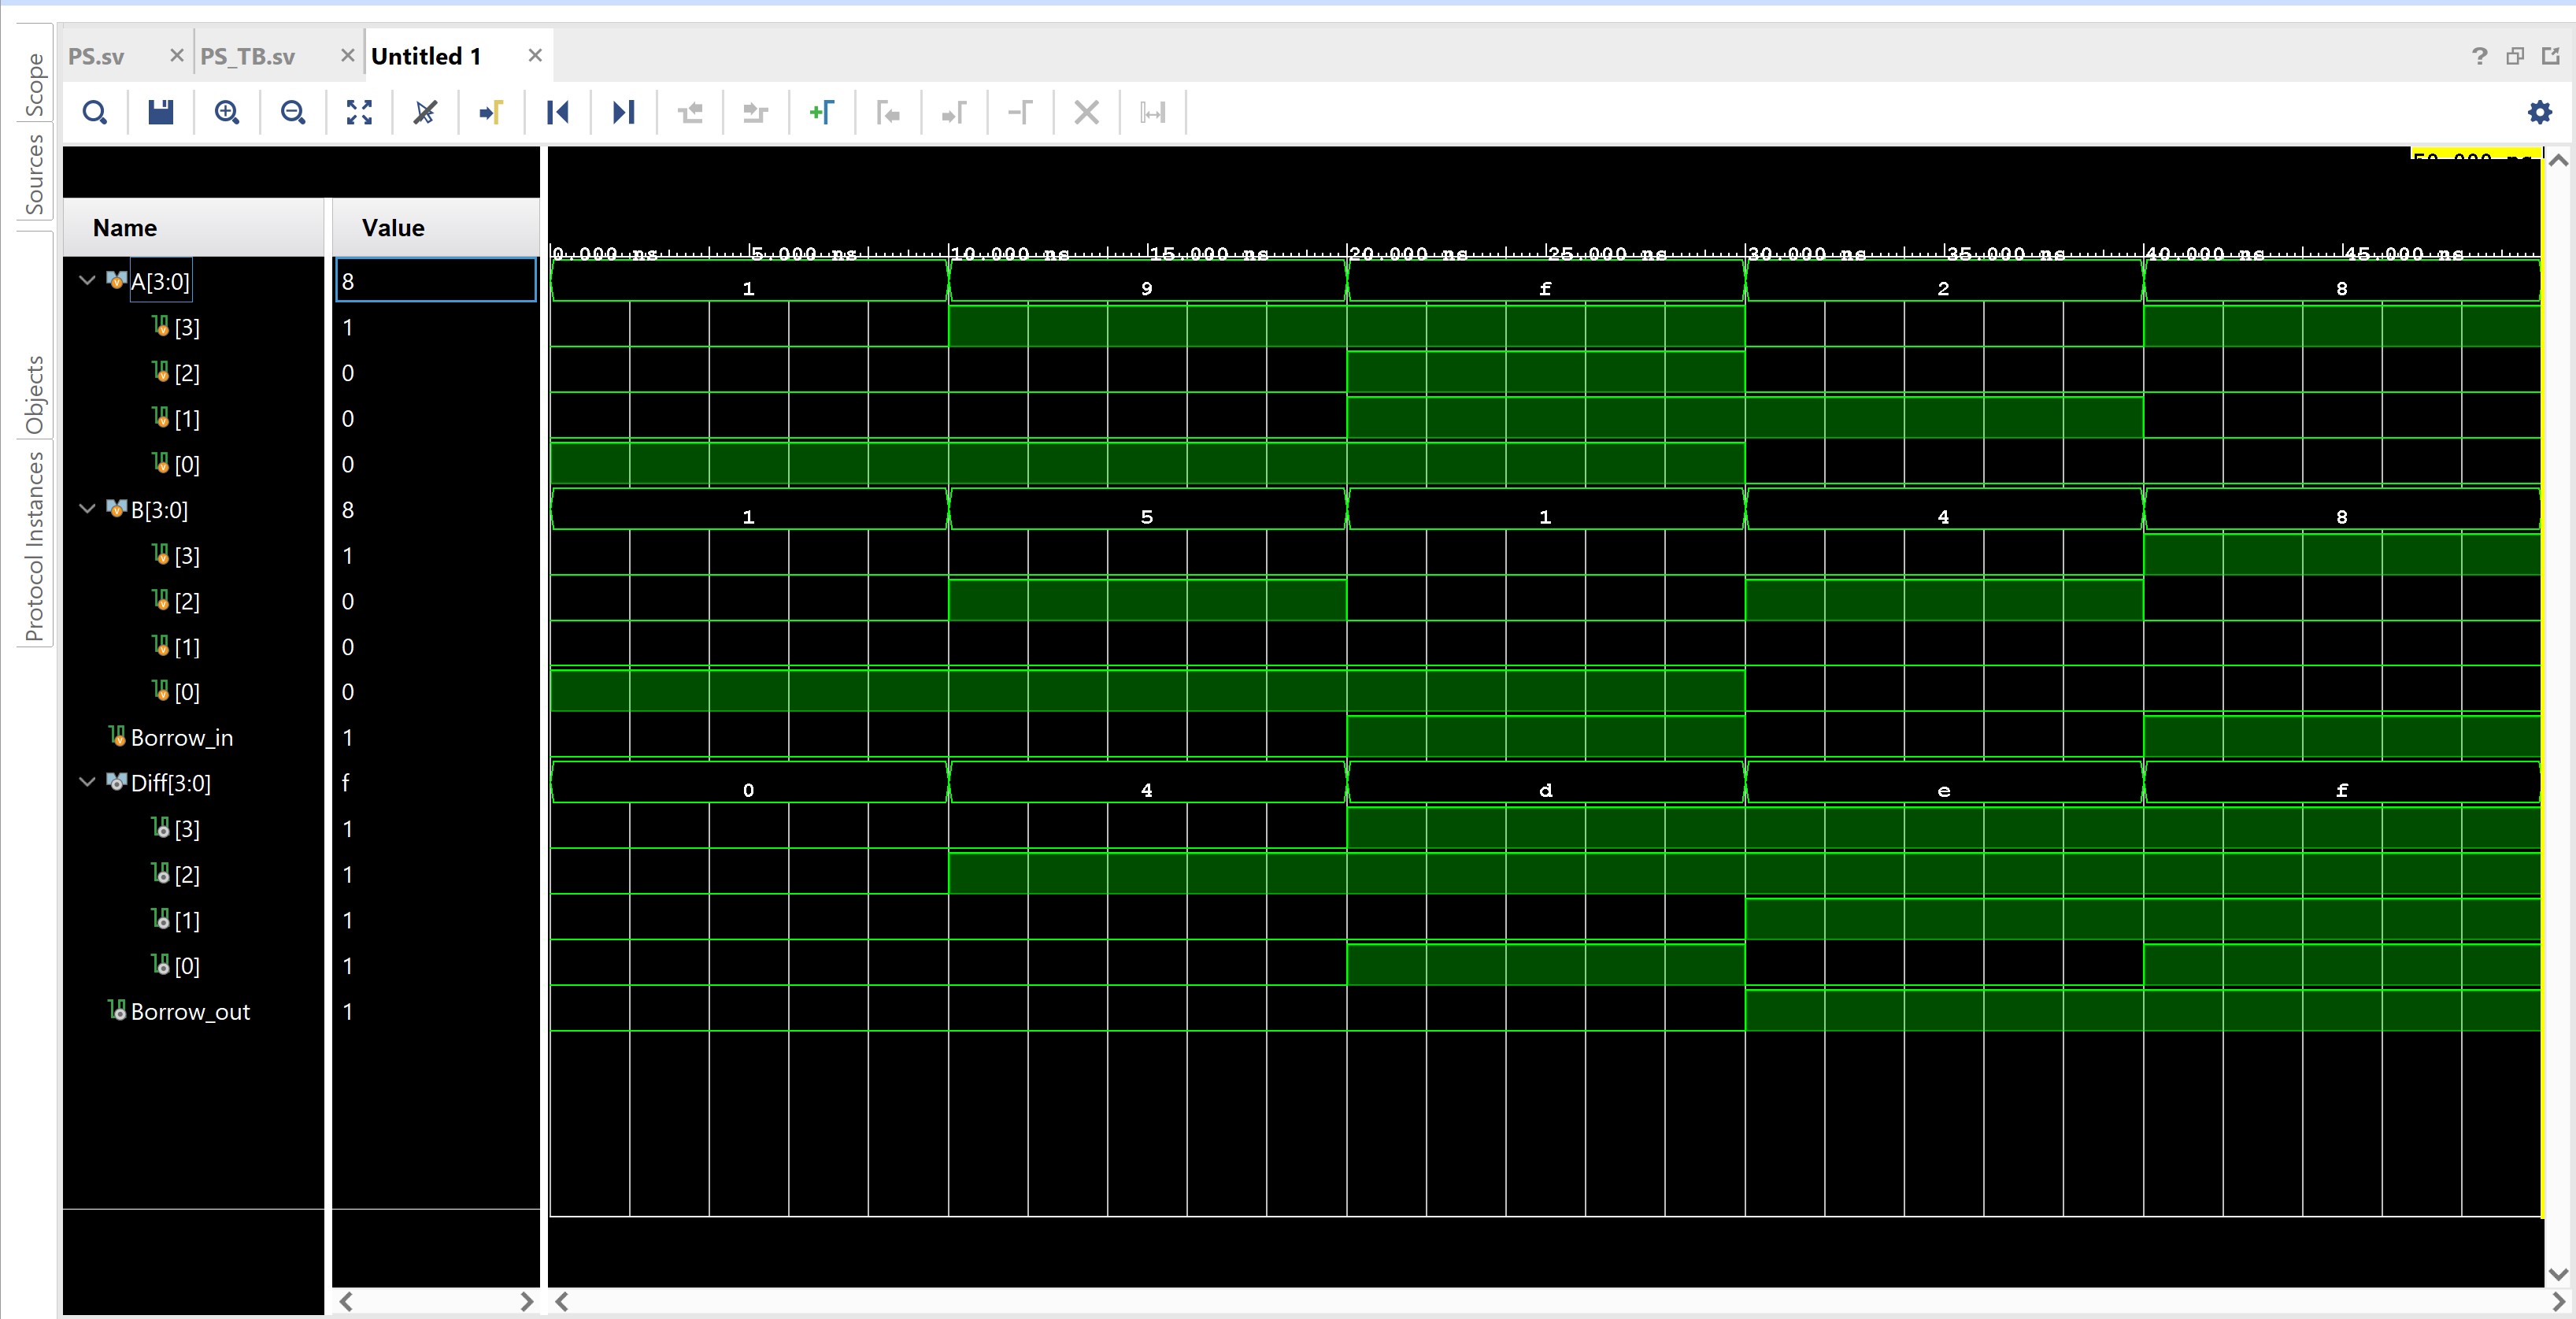 Scope
Sources
Objects
Protocol Instances
PS.sv
PS_TB.sv
Untitled 1
?
50.000 ns
Name Value
0.000 ns 5.000 ns 10.000 ns 15.000 ns 20.000 ns 25.000 ns 30.000 ns 35.000 ns 40.000 ns 45.000 ns
A[3:0] 8 1 9 f 2 8
[3] 1
[2] 0
[1] 0
[0] 0
B[3:0] 8 1 5 1 4 8
[3] 1
[2] 0
[1] 0
[0] 0
Borrow_in 1
Diff[3:0] f 0 4 d e f
[3] 1
[2] 1
[1] 1
[0] 1
Borrow_out 1